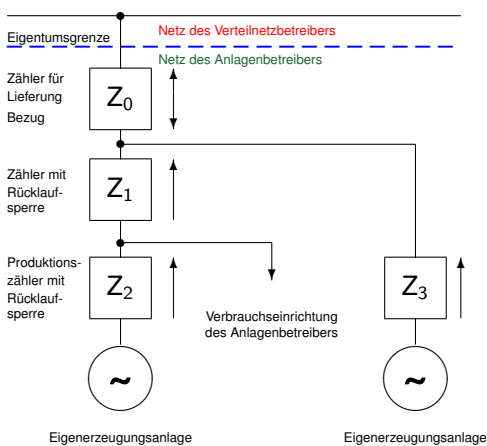 Netz des Verteilnetzbetreibers
Eigentumsgrenze
Netz des Anlagenbetreibers
Zähler für
Lieferung
Bezug
Z0
Zähler mit
Rücklauf-
sperre
Z1
Produktions-
zähler mit
Rücklauf-
sperre
Z2
Z3
Verbrauchseinrichtung
des Anlagenbetreibers
~
~
Eigenerzeugungsanlage
Eigenerzeugungsanlage